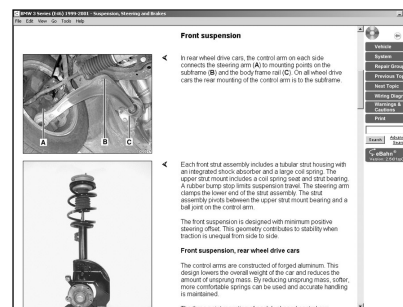 BMW 3 Series (E46) 1999-2001 - Suspension, Steering and Brakes
File Edit View Go Tools Help
Front suspension
In rear wheel drive cars, the control arm on each side
connects the steering arm (A) to mounting points on the
subframe (B) and the body frame rail (C). On all wheel drive
cars the rear mounting of the control arm is to the subframe.
A B C
Each front strut assembly includes a tubular strut housing with
an integrated shock absorber and a large coil spring. The
upper strut mount includes a coil spring seat and strut bearing.
A rubber bump stop limits suspension travel. The steering arm
clamps the lower end of the strut assembly. The strut
assembly pivots between the upper strut mount bearing and a
ball joint on the control arm.
The front suspension is designed with minimum positive
steering offset. This geometry contributes to stability when
traction is unequal from side to side.
Front suspension, rear wheel drive cars
The control arms are constructed of forged aluminum. This
design lowers the overall weight of the car and reduces the
amount of unsprung mass. By reducing unsprung mass, softer,
more comfortable springs can be used and accurate handling
is maintained.
Vehicle
System
Repair Group
Previous Top
Next Topic
Wiring Diagr
Warnings &
Cautions
Print
Search
eBahn